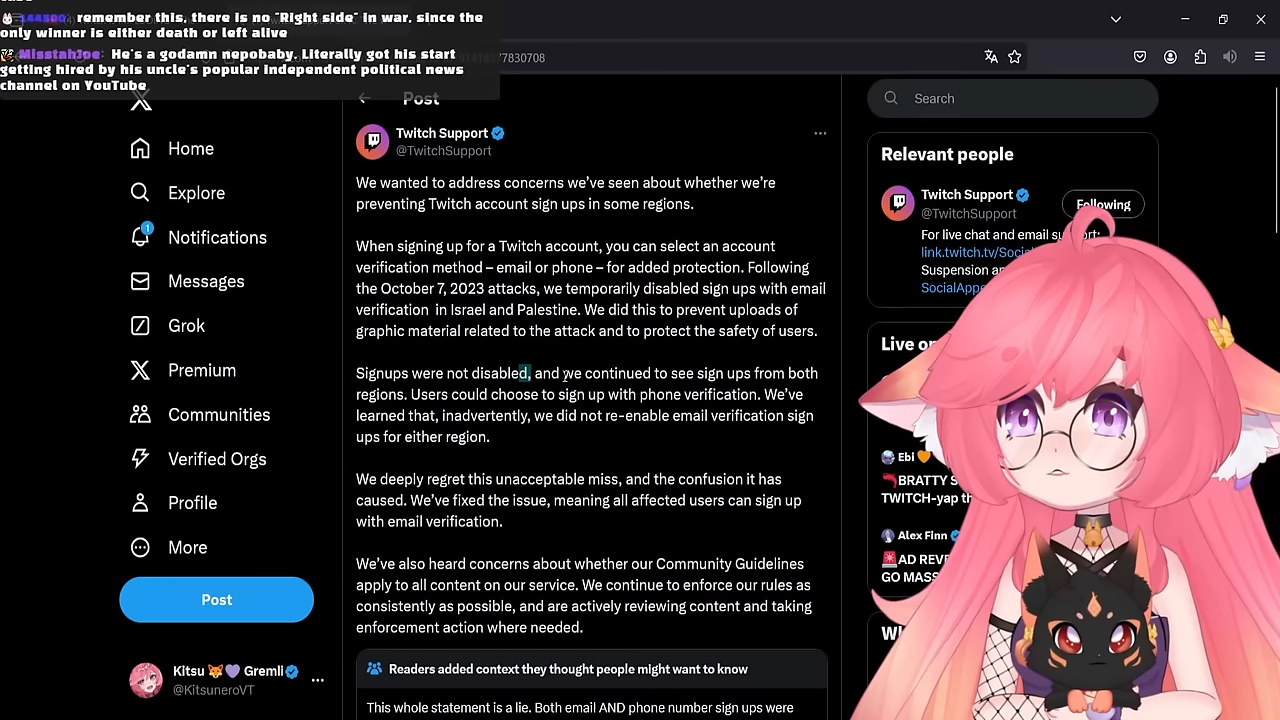 144500: remember this, there is no "Right side" in war, since the
only winner is either death or left alive
MisstahJoe: He's a godamn nepobaby, Literally got his start
getting hired by his uncle's popular independent political news
channel on YouTube
77830708
Post
Search
Twitch Support
@TwitchSupport
We wanted to address concerns we've seen about whether we're
preventing Twitch account sign ups in some regions.
When signing up for a Twitch account, you can select an account
verification method – email or phone – for added protection. Following
the October 7, 2023 attacks, we temporarily disabled sign ups with email
verification in Israel and Palestine. We did this to prevent uploads of
graphic material related to the attack and to protect the safety of users.
Signups were not disabled, and we continued to see sign ups from both
regions. Users could choose to sign up with phone verification. We've
learned that, inadvertently, we did not re-enable email verification sign
ups for either region.
We deeply regret this unacceptable miss, and the confusion it has
caused. We've fixed the issue, meaning all affected users can sign up
with email verification.
We've also heard concerns about whether our Community Guidelines
apply to all content on our service. We continue to enforce our rules as
consistently as possible, and are actively reviewing content and taking
enforcement action where needed.
Readers added context they thought people might want to know
This whole statement is a lie. Both email AND phone number sign ups were
Home
Explore
1
Notifications
Messages
Grok
Premium
Communities
Verified Orgs
Profile
More
Post
Kitsu 🦊💜 Gremli
@KitsuneroVT
Relevant people
Twitch Support
@TwitchSupport
Following
For live chat and email support:
link.twitch.tv/Soci
Suspension a
SocialAppe
Live o
Ebi 🧡
BRATTY S
TWITCH-yap th
Alex Finn
AD REVE
GO MASS